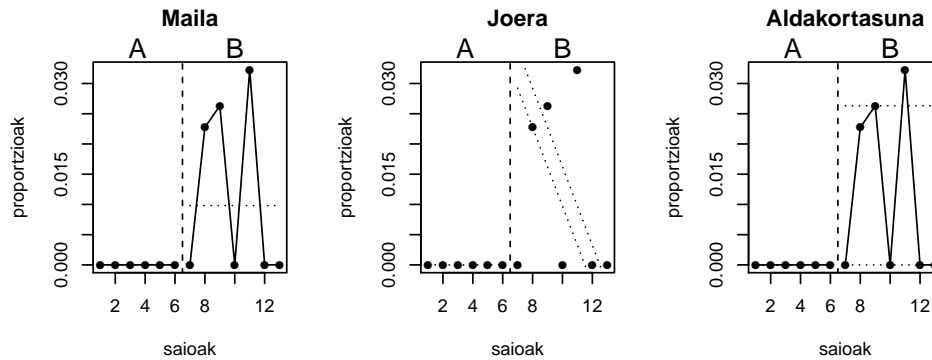 Maila
A B
0.000 0.015 0.030
proportzioak
2 4 6 8 12
saioak
Joera
A B
0.000 0.015 0.030
proportzioak
2 4 6 8 12
saioak
Aldakortasuna
A B
0.000 0.015 0.030
proportzioak
2 4 6 8 12
saioak